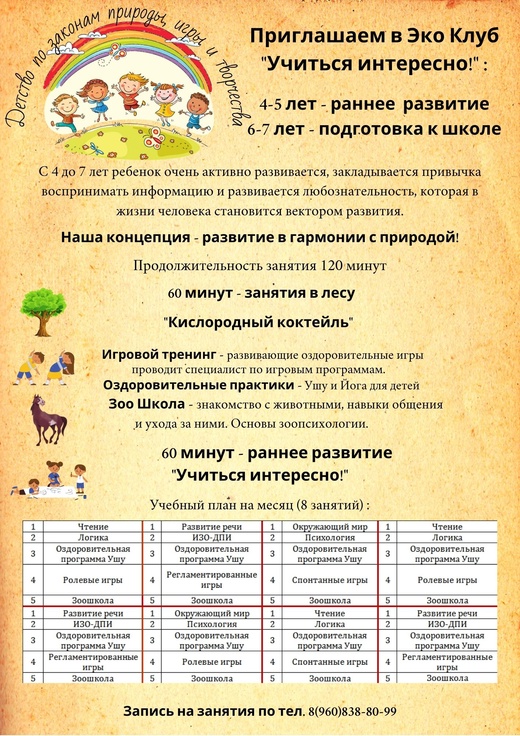 Детство по законам природы, игры и творчества
Приглашаем в Эко Клуб
"Учиться интересно!" :
4-5 лет - раннее развитие
6-7 лет - подготовка к школе
С 4 до 7 лет ребенок очень активно развивается, закладывается привычка
воспринимать информацию и развивается любознательность, которая в
жизни человека становится вектором развития.
Наша концепция - развитие в гармонии с природой!
Продолжительность занятия 120 минут
60 минут - занятия в лесу
"Кислородный коктейль"
Игровой тренинг - развивающие оздоровительные игры
проводит специалист по игровым программам.
Оздоровительные практики - Ушу и Йога для детей
Зоо Школа - знакомство с животными, навыки общения
и ухода за ними. Основы зоопсихологии.
60 минут - раннее развитие
"Учиться интересно!"
Учебный план на месяц (8 занятий) :
1 Чтение 1 Развитие речи 1 Окружающий мир 1 Чтение
2 Логика 2 ИЗО-ДПИ 2 Психология 2 Логика
3 Оздоровительная программа Ушу 3 Оздоровительная программа Ушу 3 Оздоровительная программа Ушу 3 Оздоровительная программа Ушу
4 Ролевые игры 4 Регламентированные игры 4 Спонтанные игры 4 Ролевые игры
5 Зоошкола 5 Зоошкола 5 Зоошкола 5 Зоошкола
1 Развитие речи 1 Окружающий мир 1 Чтение 1 Развитие речи
2 ИЗО-ДПИ 2 Психология 2 Логика 2 ИЗО-ДПИ
3 Оздоровительная программа Ушу 3 Оздоровительная программа Ушу 3 Оздоровительная программа Ушу 3 Оздоровительная программа Ушу
4 Регламентированные игры 4 Ролевые игры 4 Спонтанные игры 4 Регламентированные игры
5 Зоошкола 5 Зоошкола 5 Зоошкола 5 Зоошкола
Запись на занятия по тел. 8(960)838-80-99